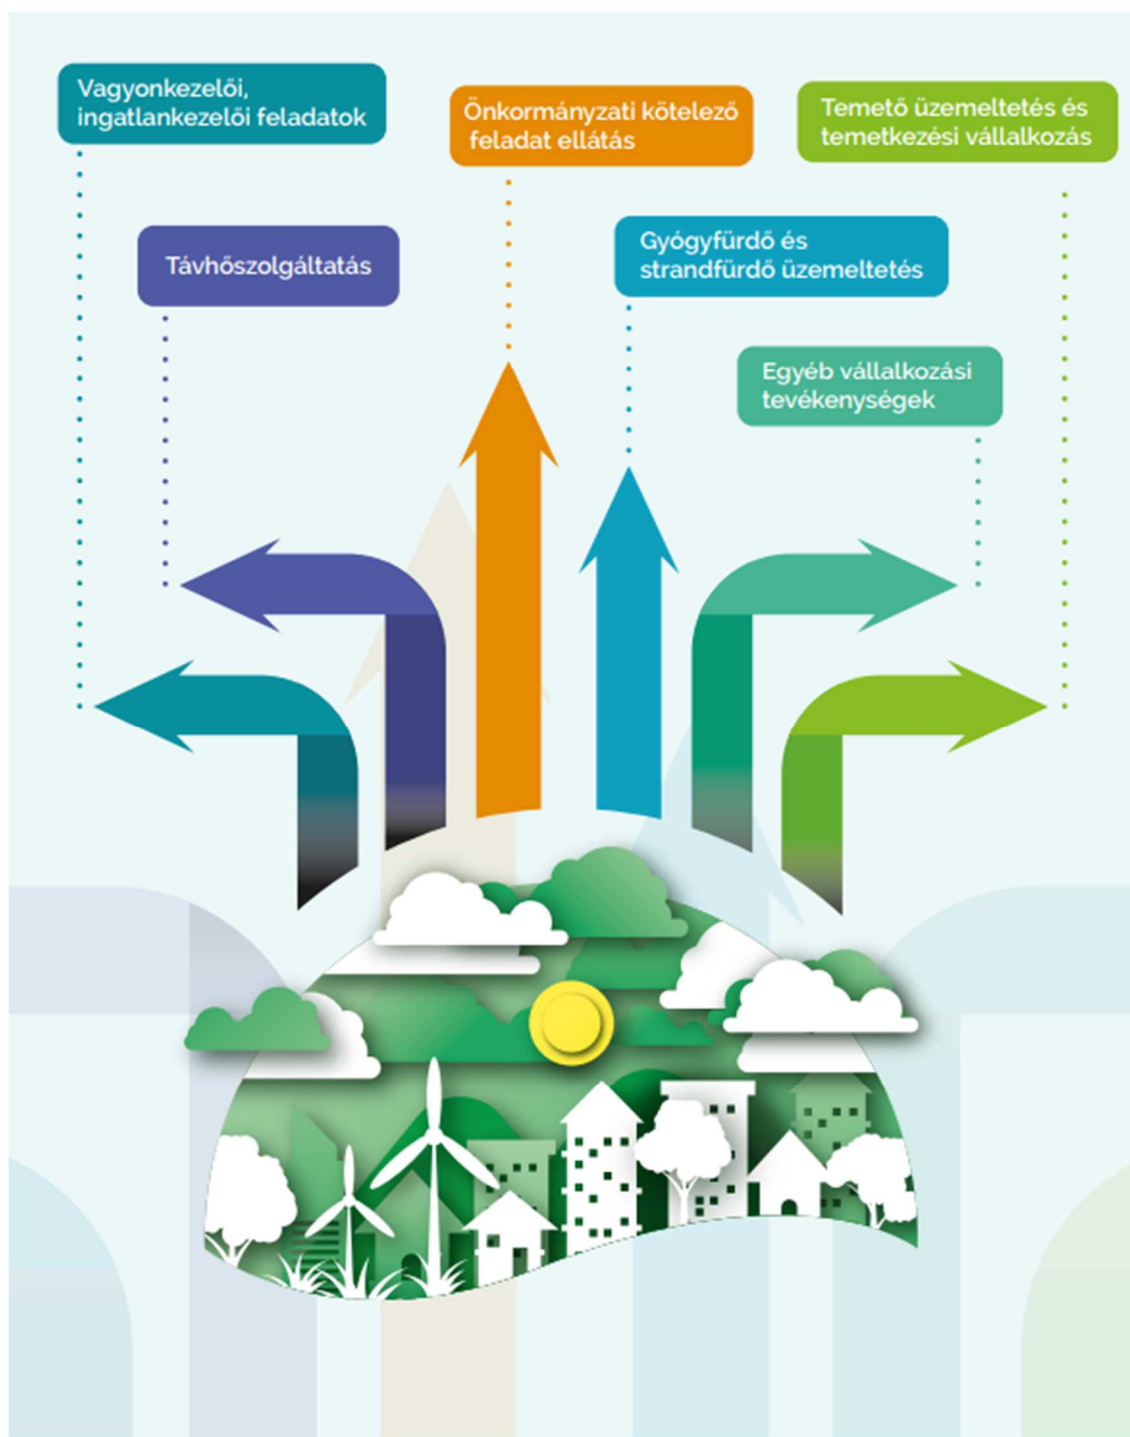 Vagyonkezelői,
ingatlankezelői feladatok
Önkormányzati kötelező
feladat ellátás
Temető üzemeltetés és
temetkezési vállalkozás
Távhőszolgáltatás
Gyógyfürdő és
strandfürdő üzemeltetés
Egyéb vállalkozási
tevékenységek